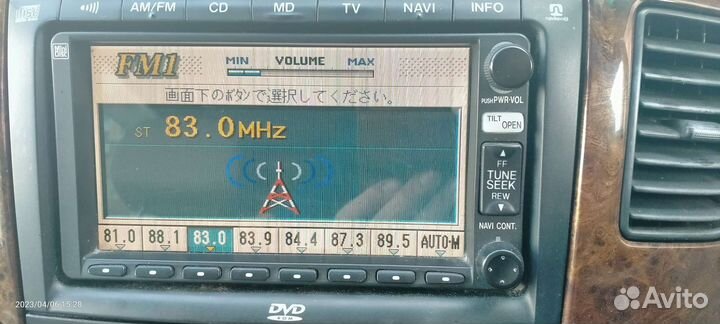 AM/FM CD MD TV NAVI INFO
FM1
MIN VOLUME MAX
画面下のボタンで選択してください。
ST 83.0MHz
81.0 88.1 83.0 83.9 84.4 87.3 89.5 AUTO-M
PUSH PWR·VOL
TILT
OPEN
FF
TUNE
SEEK
REW
NAVI CONT.
DVD
ROM
2023/04/06 15:28
Avito